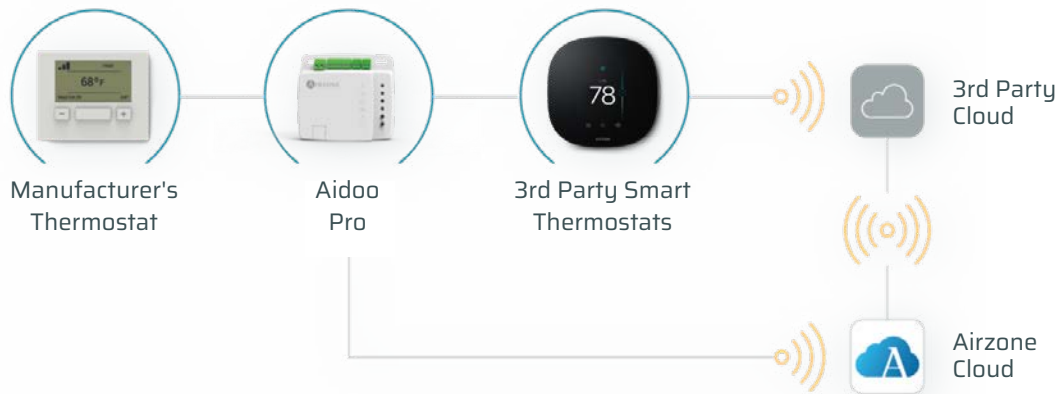 68°F
78
3rd Party
Cloud
Manufacturer's
Thermostat
Aidoo
Pro
3rd Party Smart
Thermostats
Airzone
Cloud
A